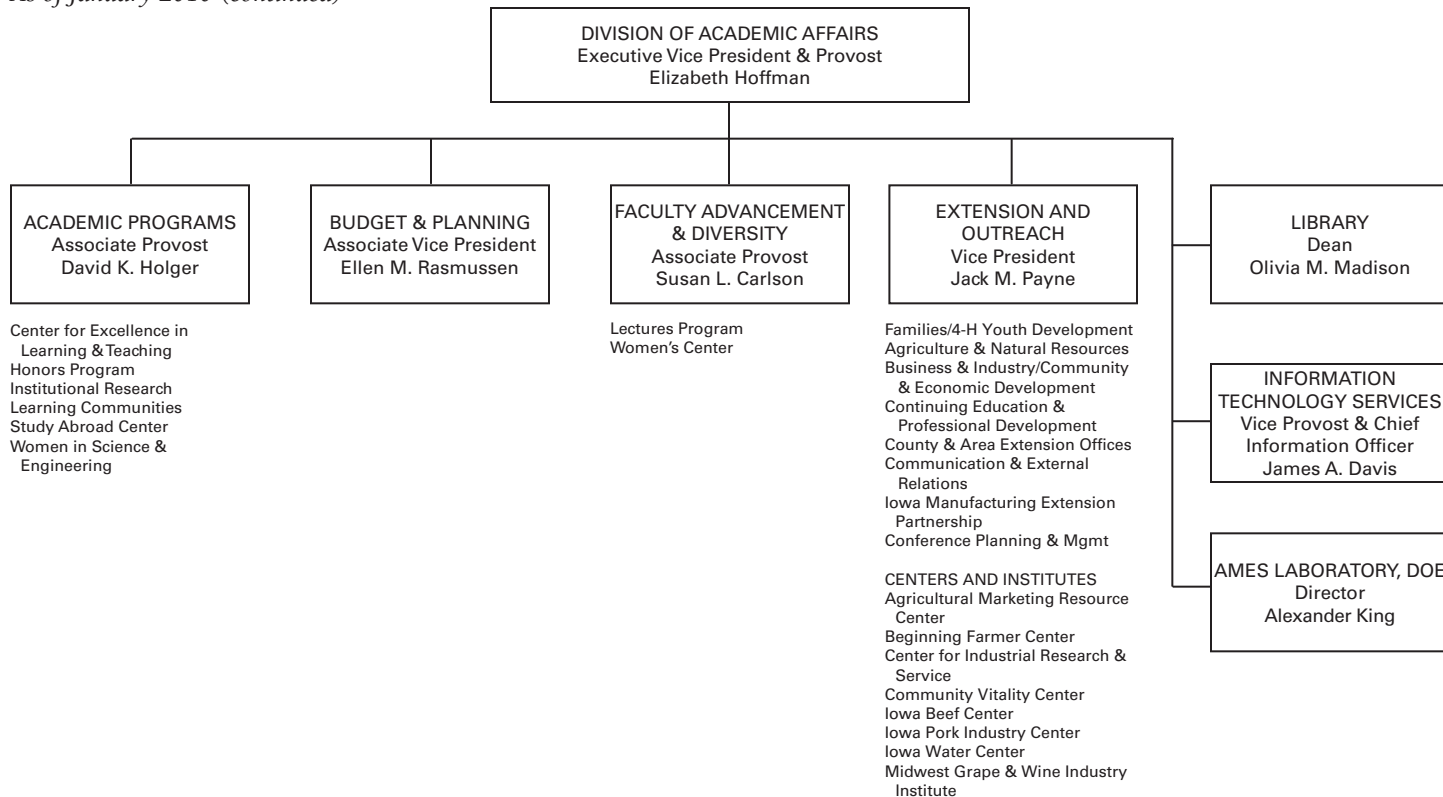 DIVISION OF ACADEMIC AFFAIRS
Executive Vice President & Provost
Elizabeth Hoffman
ACADEMIC PROGRAMS
Associate Provost
David K. Holger
Center for Excellence in
Learning & Teaching
Honors Program
Institutional Research
Learning Communities
Study Abroad Center
Women in Science &
Engineering
BUDGET & PLANNING
Associate Vice President
Ellen M. Rasmussen
FACULTY ADVANCEMENT
& DIVERSITY
Associate Provost
Susan L. Carlson
Lectures Program
Women's Center
EXTENSION AND
OUTREACH
Vice President
Jack M. Payne
Families/4-H Youth Development
Agriculture & Natural Resources
Business & Industry/Community
& Economic Development
Continuing Education &
Professional Development
County & Area Extension Offices
Communication & External
Relations
Iowa Manufacturing Extension
Partnership
Conference Planning & Mgmt
CENTERS AND INSTITUTES
Agricultural Marketing Resource
Center
Beginning Farmer Center
Center for Industrial Research &
Service
Community Vitality Center
Iowa Beef Center
Iowa Pork Industry Center
Iowa Water Center
Midwest Grape & Wine Industry
Institute
LIBRARY
Dean
Olivia M. Madison
INFORMATION
TECHNOLOGY SERVICES
Vice Provost & Chief
Information Officer
James A. Davis
AMES LABORATORY, DOE
Director
Alexander King